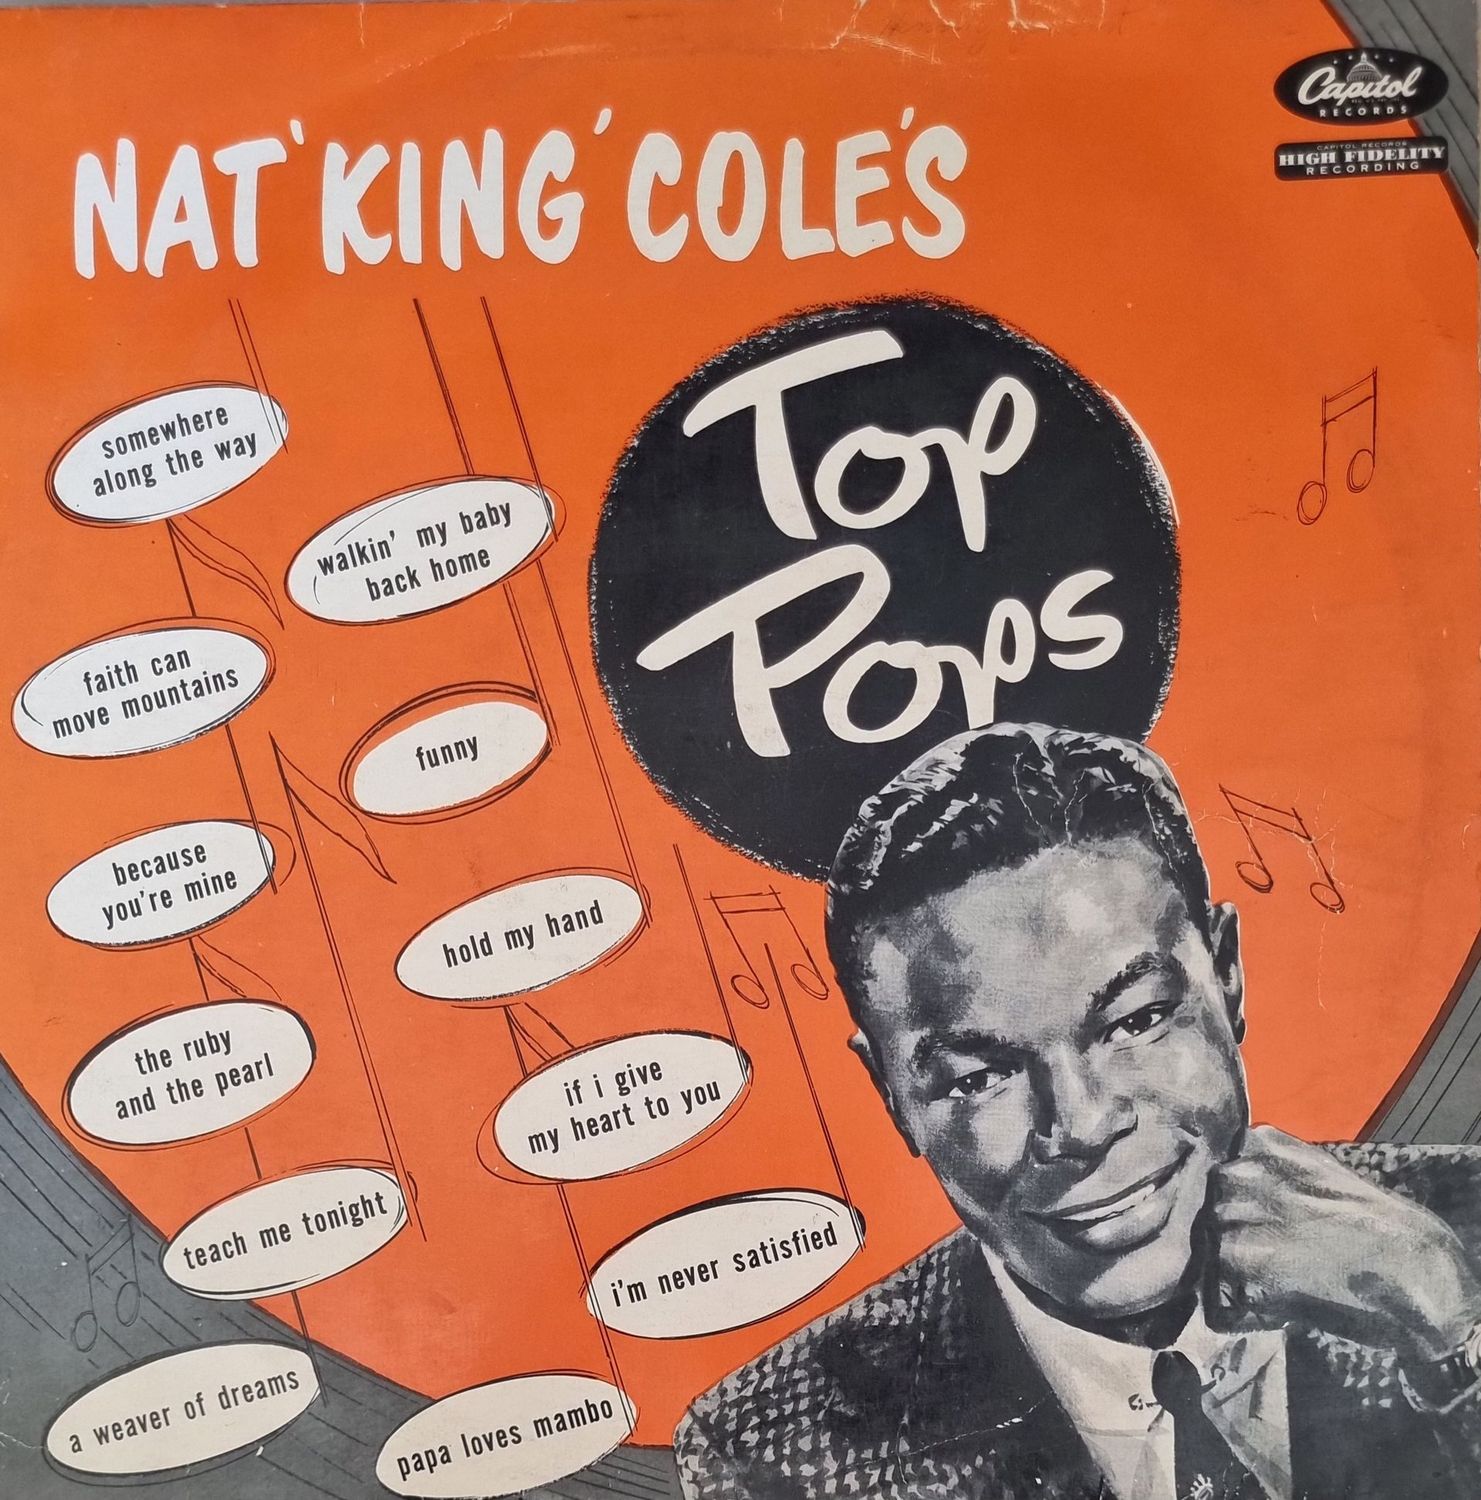 NAT 'KING' COLE'S
Capitol
RECORDS
CAPITOL RECORDS
HIGH FIDELITY
RECORDING
Top
Pops
somewhere
along the way
walkin' my baby
back home
faith can
move mountains
funny
because
you're mine
hold my hand
the ruby
and the pearl
if i give
my heart to you
teach me tonight
i'm never satisfied
a weaver of dreams
papa loves mambo